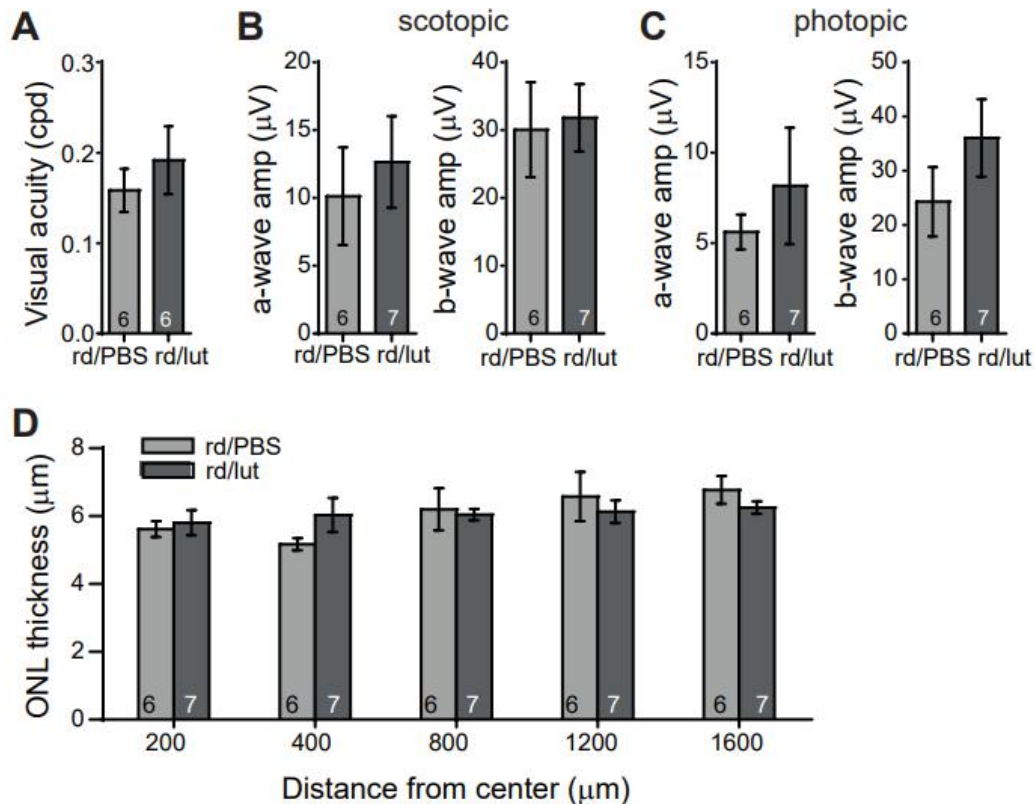 A
B
scotopic
C
photopic
Visual acuity (cpd)
0.3
0.2
0.1
0.0
6
6
rd/PBS rd/lut
a-wave amp (μV)
20
15
10
5
0
6
7
rd/PBS rd/lut
b-wave amp (μV)
40
30
20
10
0
6
7
rd/PBS rd/lut
a-wave amp (μV)
15
10
5
0
6
7
rd/PBS rd/lut
b-wave amp (μV)
50
40
30
20
10
0
6
7
rd/PBS rd/lut
D
rd/PBS
rd/lut
ONL thickness (μm)
8
6
4
2
0
6 7 6 7 6 7 6 7 6 7
200 400 800 1200 1600
Distance from center (μm)